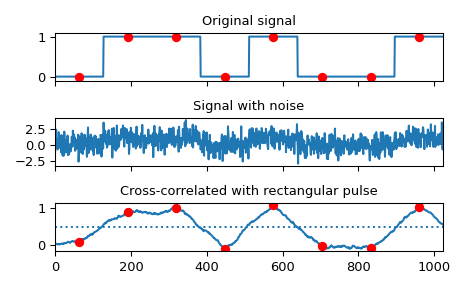 Original signal
1
0
Signal with noise
2.5
0.0
−2.5
Cross-correlated with rectangular pulse
1
0
0 200 400 600 800 1000